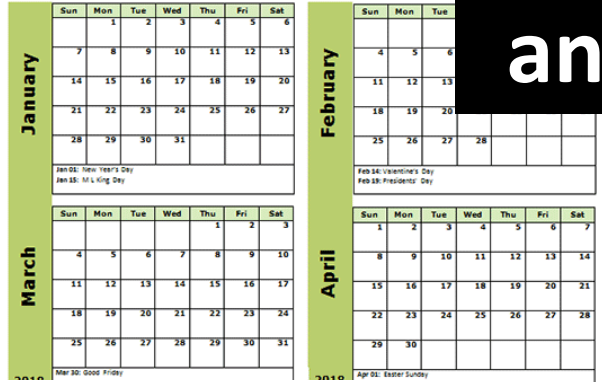 January
Sun Mon Tue Wed Thu Fri Sat
1 2 3 4 5 6
7 8 9 10 11 12 13
14 15 16 17 18 19 20
21 22 23 24 25 26 27
28 29 30 31
Jan 01: New Year's Day
Jan 15: M L King Day
February
Sun Mon Tue
4 5 6
11 12 13
18 19 20
25 26 27 28
Feb 14: Valentine's Day
Feb 19: Presidents' Day
an
March
Sun Mon Tue Wed Thu Fri Sat
1 2 3
4 5 6 7 8 9 10
11 12 13 14 15 16 17
18 19 20 21 22 23 24
25 26 27 28 29 30 31
Mar 30: Good Friday
2018
April
Sun Mon Tue Wed Thu Fri Sat
1 2 3 4 5 6 7
8 9 10 11 12 13 14
15 16 17 18 19 20 21
22 23 24 25 26 27 28
29 30
Apr 01: Easter Sunday
2018